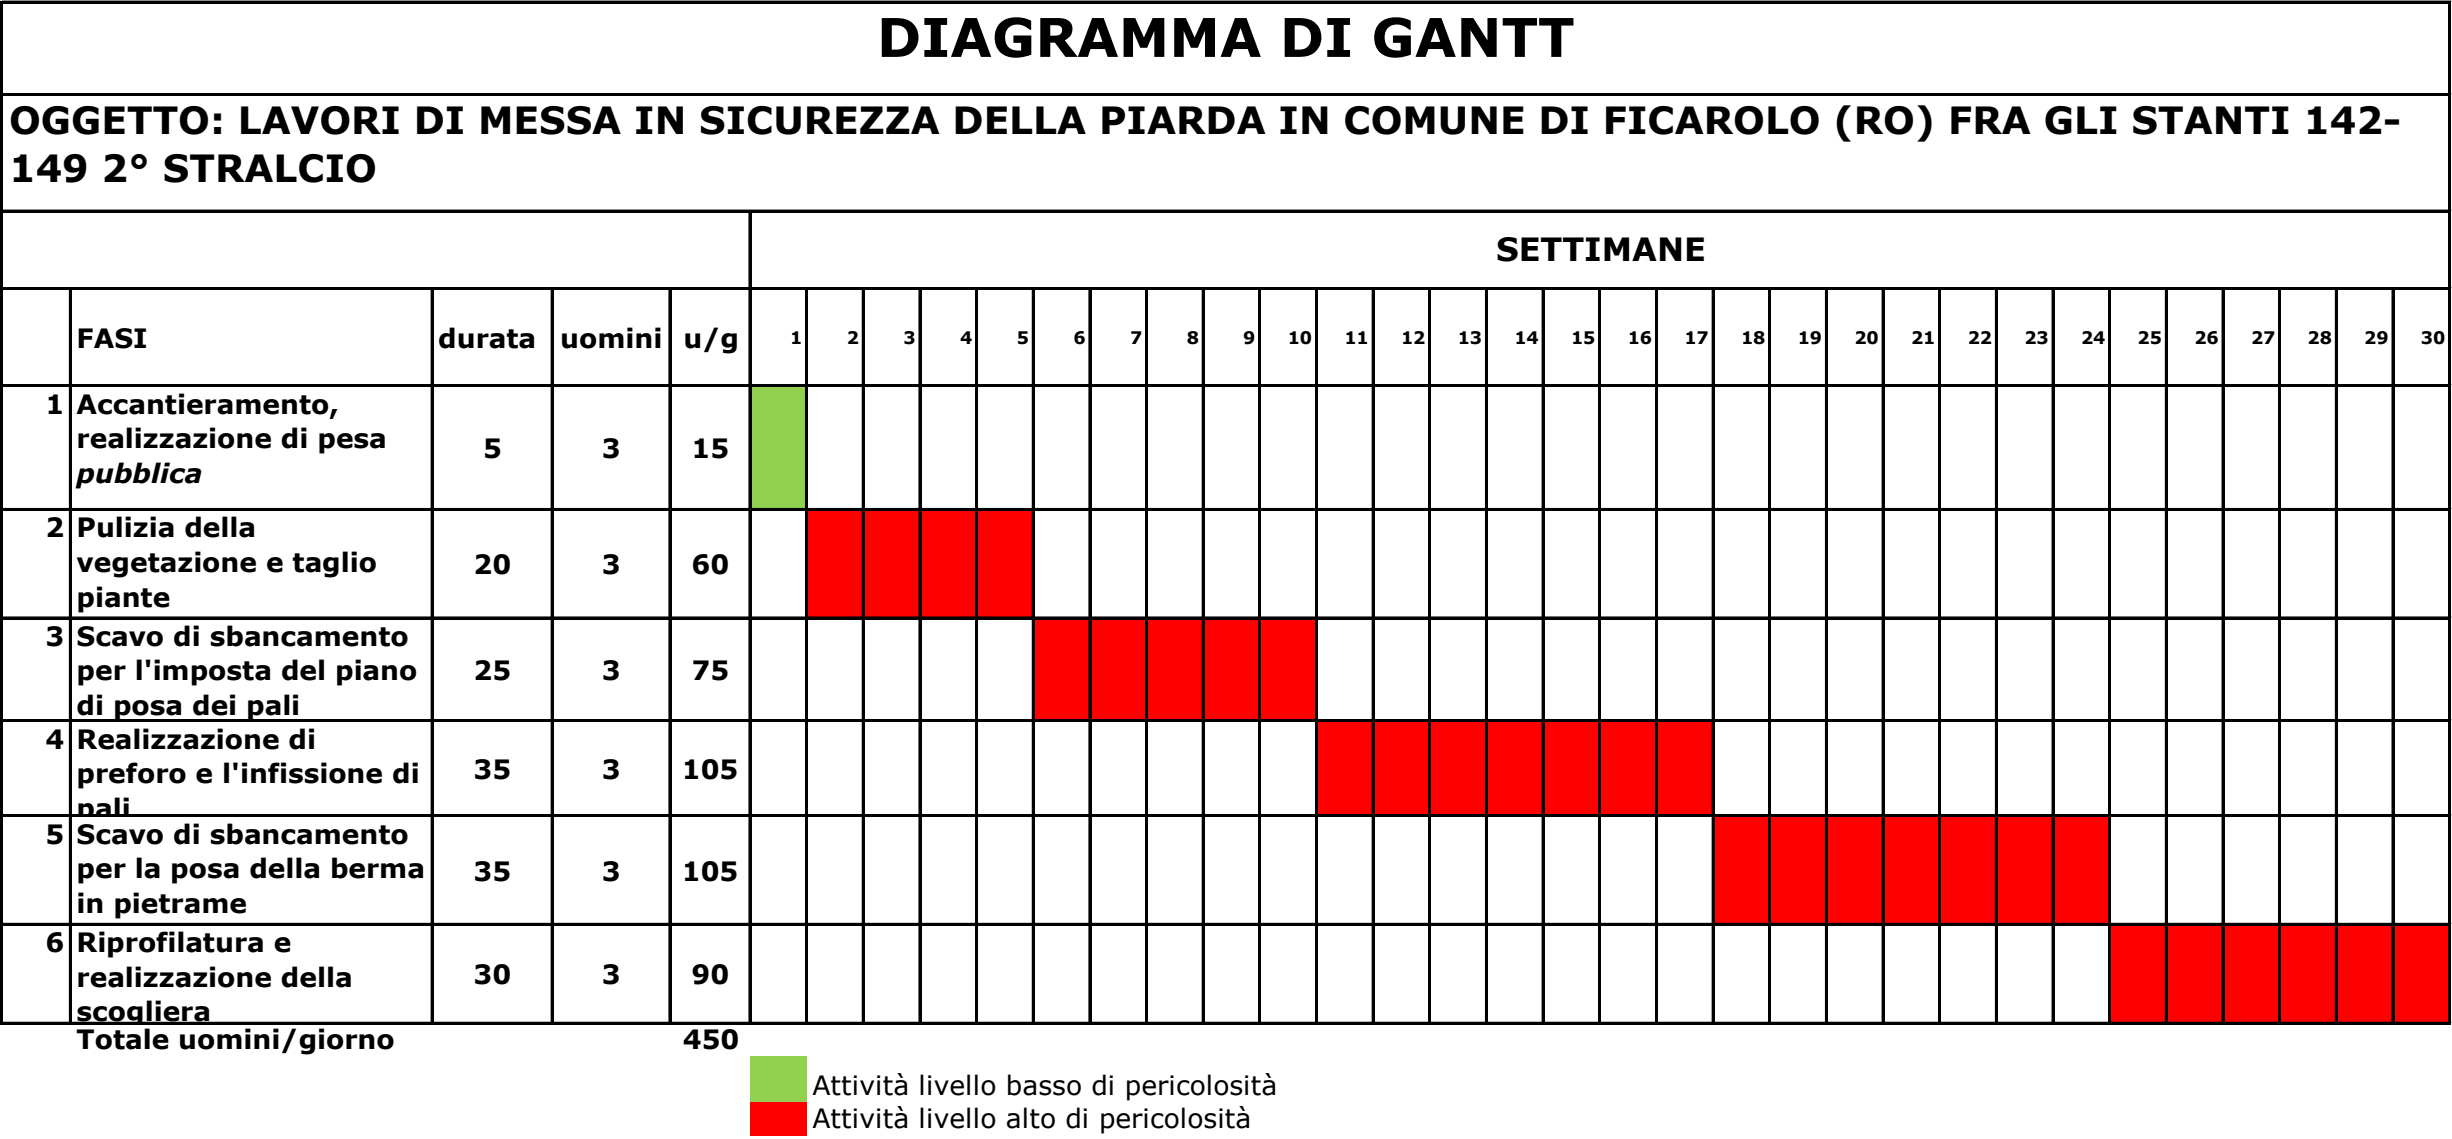 DIAGRAMMA DI GANTT
OGGETTO: LAVORI DI MESSA IN SICUREZZA DELLA PIARDA IN COMUNE DI FICAROLO (RO) FRA GLI STANTI 142-
149 2° STRALCIO
SETTIMANE
FASI durata uomini u/g 1 2 3 4 5 6 7 8 9 10 11 12 13 14 15 16 17 18 19 20 21 22 23 24 25 26 27 28 29 30
1 Accantieramento,
realizzazione di pesa
pubblica
5 3 15
2 Pulizia della
vegetazione e taglio
piante
20 3 60
3 Scavo di sbancamento
per l'imposta del piano
di posa dei pali
25 3 75
4 Realizzazione di
preforo e l'infissione di
pali
35 3 105
5 Scavo di sbancamento
per la posa della berma
in pietrame
35 3 105
6 Riprofilatura e
realizzazione della
scogliera
30 3 90
Totale uomini/giorno 450
Attività livello basso di pericolosità
Attività livello alto di pericolosità